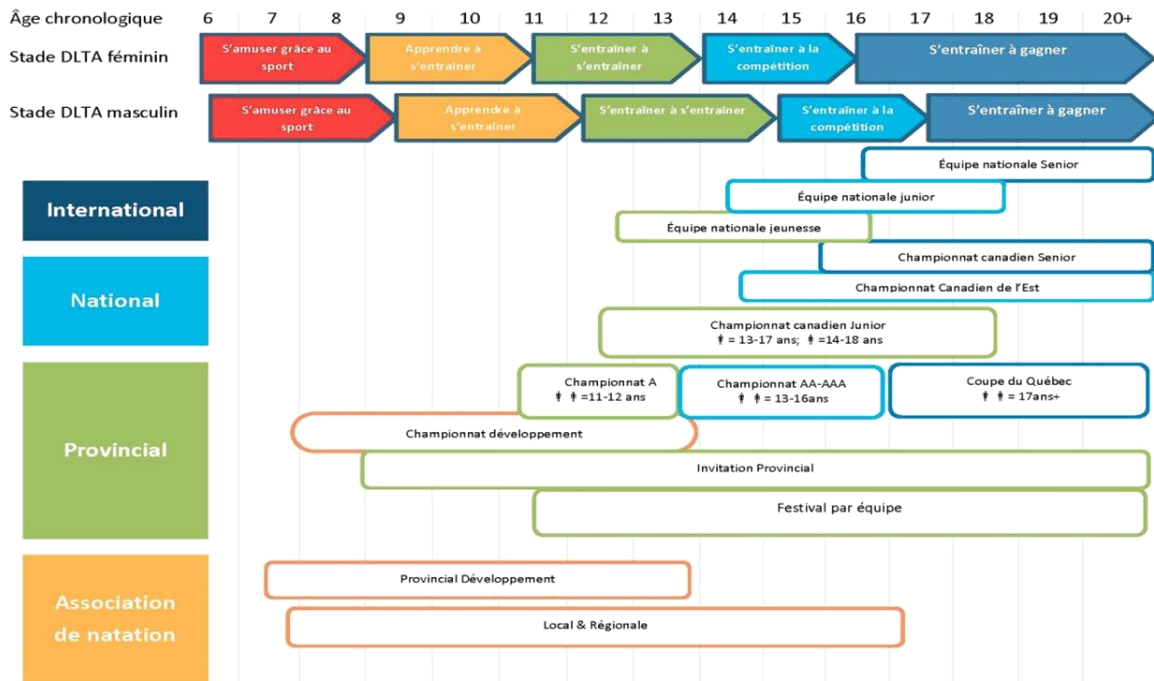 Âge chronologique 6 7 8 9 10 11 12 13 14 15 16 17 18 19 20+
Stade DLTA féminin
S'amuser grâce au
sport
Apprendre à
s'entraîner
S'entraîner à
s'entraîner
S'entraîner à la
compétition
S'entraîner à gagner
Stade DLTA masculin
S'amuser grâce au
sport
Apprendre à
s'entraîner
S'entraîner à s'entraîner
S'entraîner à la
compétition
S'entraîner à gagner
International
Équipe nationale Senior
Équipe nationale junior
Équipe nationale jeunesse
National
Championnat canadien Senior
Championnat Canadien de l'Est
Championnat canadien Junior
= 13-17 ans; =14-18 ans
Provincial
Championnat A
=11-12 ans
Championnat AA-AAA
= 13-16ans
Coupe du Québec
= 17ans+
Championnat développement
Invitation Provincial
Festival par équipe
Association
de natation
Provincial Développement
Local & Régionale